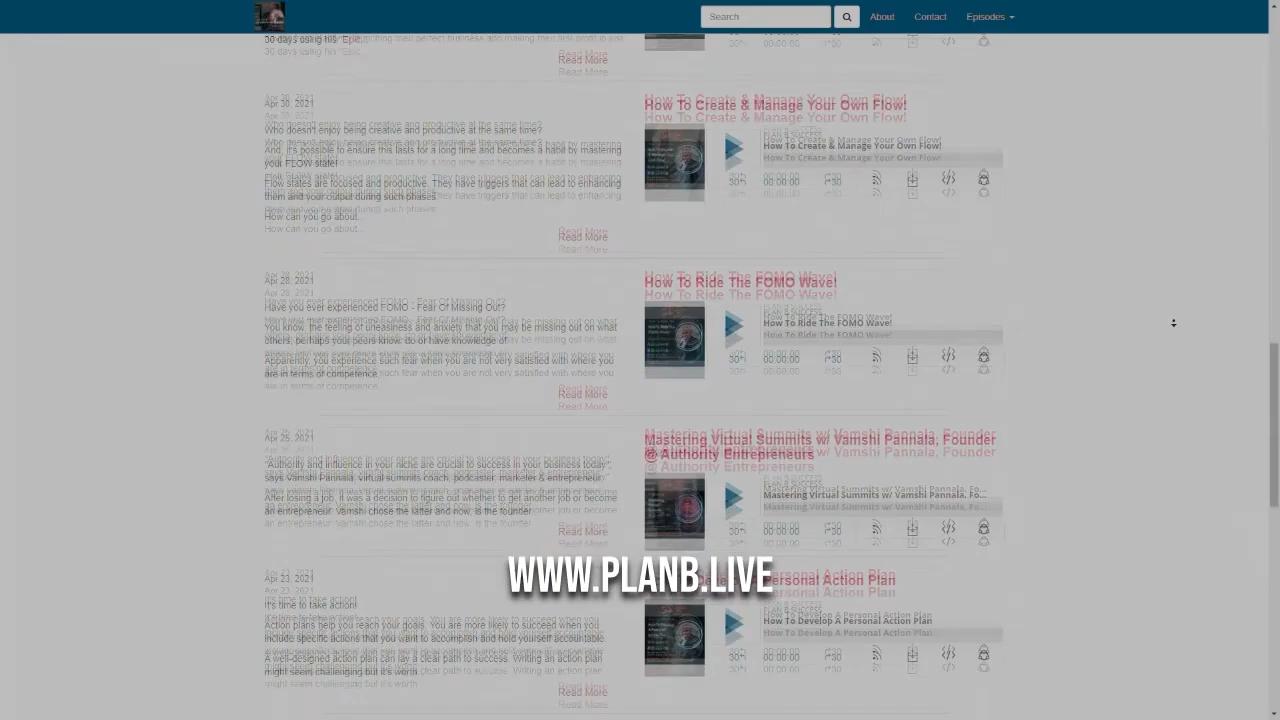 Search
About
Contact
Episodes
30 days using his "Epic...
Read More
Apr 30, 2021
How To Create & Manage Your Own Flow!
Who doesn't enjoy being creative and productive at the same time?
And, it's possible to ensure this lasts for a long time and becomes a habit by mastering
your FLOW state!
Flow states are focused and productive. They have triggers that can lead to enhancing
them and your output during such phases.
How can you go about...
PLAN B SUCCESS
How To Create & Manage Your Own Flow!
00:00:00
Read More
Apr 28, 2021
How To Ride The FOMO Wave!
Have you ever experienced FOMO - Fear Of Missing Out?
You know, the feeling of uneasiness and anxiety that you may be missing out on what
others, perhaps your peers know, do or have knowledge of.
Apparently, you experience such fear when you are not very satisfied with where you
are in terms of competence.
PLAN B SUCCESS
How To Ride The FOMO Wave!
00:00:00
Read More
Apr 25, 2021
Mastering Virtual Summits w/ Vamshi Pannala, Founder
@ Authority Entrepreneurs
"Authority and influence in your niche are crucial to success in your business today",
says Vamshi Pannala, virtual summits coach, podcaster, marketer & entrepreneur.
After losing a job, it was a decision to figure out whether to get another job or become
an entrepreneur. Vamshi chose the latter and now, is the founder
PLAN B SUCCESS
Mastering Virtual Summits w/ Vamshi Pannala, Fo...
00:00:00
Read More
WWW.PLANB.LIVE
Apr 23, 2021
Personal Action Plan
It's time to take action!
Action plans help you reach your goals. You are more likely to succeed when you
include specific actions that you want to accomplish and hold yourself accountable.
A well-designed action plan can lay a clear path to success. Writing an action plan
might seem challenging but it's worth
PLAN B SUCCESS
How To Develop A Personal Action Plan
00:00:00
Read More